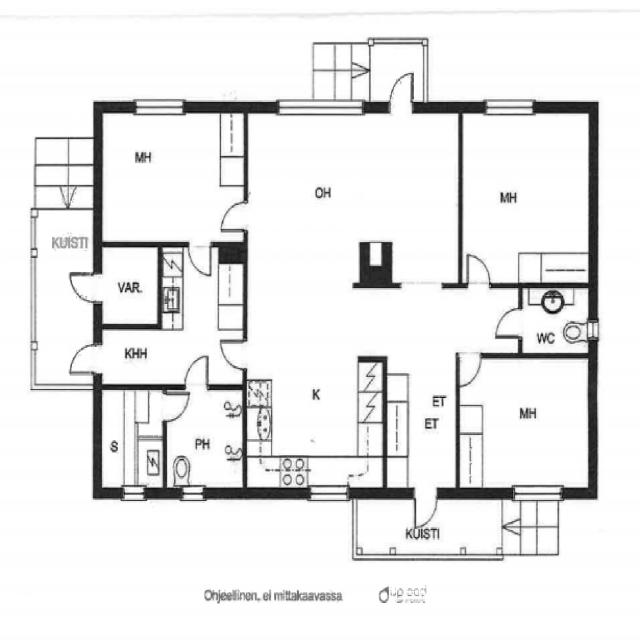 MH
OH
MH
KUISTI
VAR.
KHH
WC
K
ET
ET
MH
S
PH
KUISTI
Ohjeellinen, ei mittakaavassa